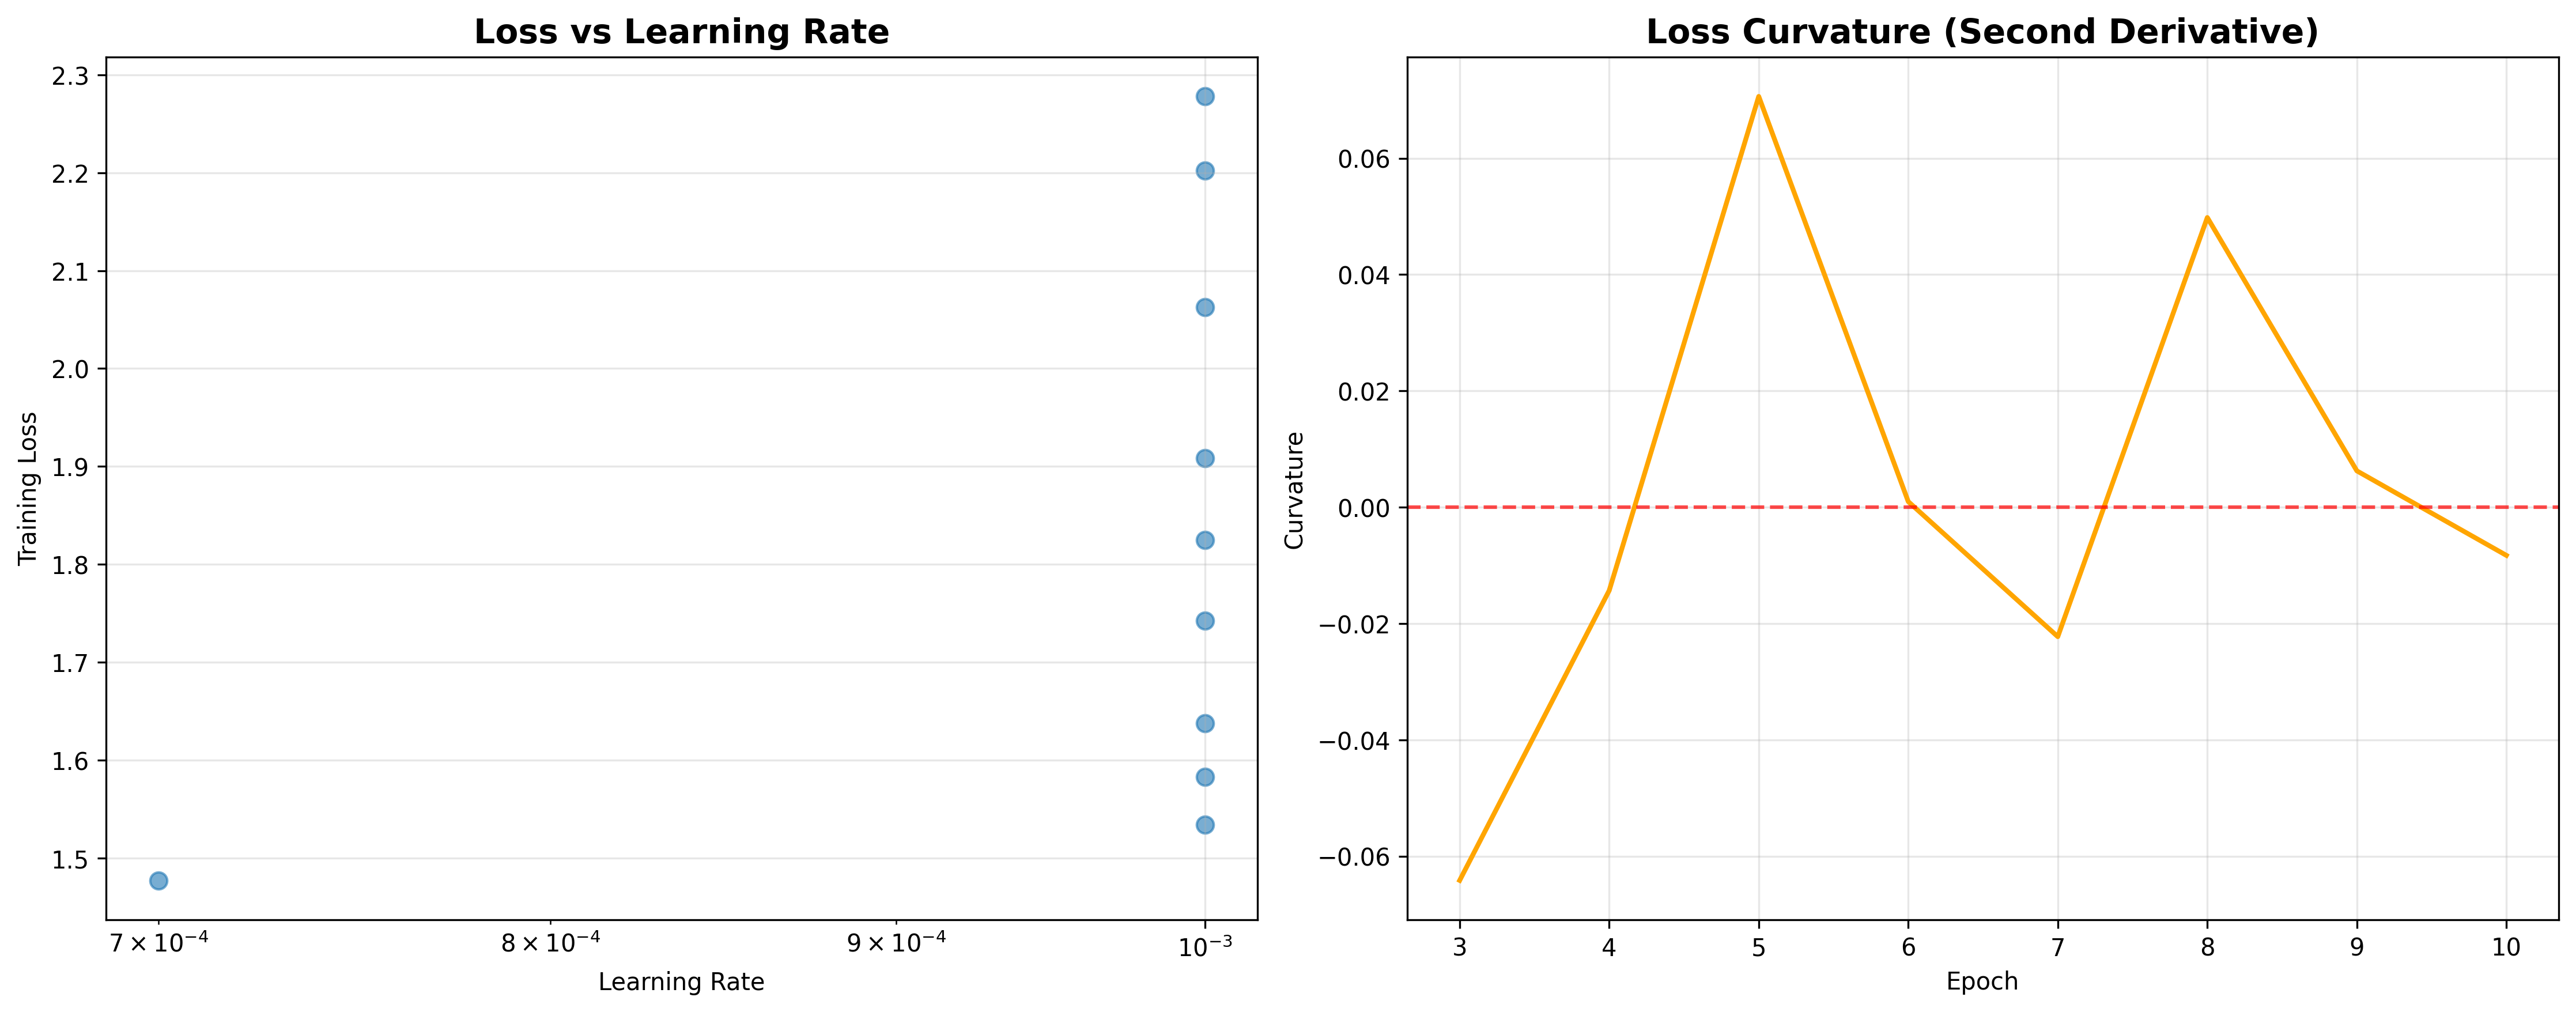 Loss vs Learning Rate
2.3
2.2
2.1
2.0
1.9
1.8
1.7
1.6
1.5
Training Loss
7 × 10⁻⁴
8 × 10⁻⁴
9 × 10⁻⁴
10⁻³
Learning Rate
Loss Curvature (Second Derivative)
0.06
0.04
0.02
0.00
−0.02
−0.04
−0.06
Curvature
3
4
5
6
7
8
9
10
Epoch